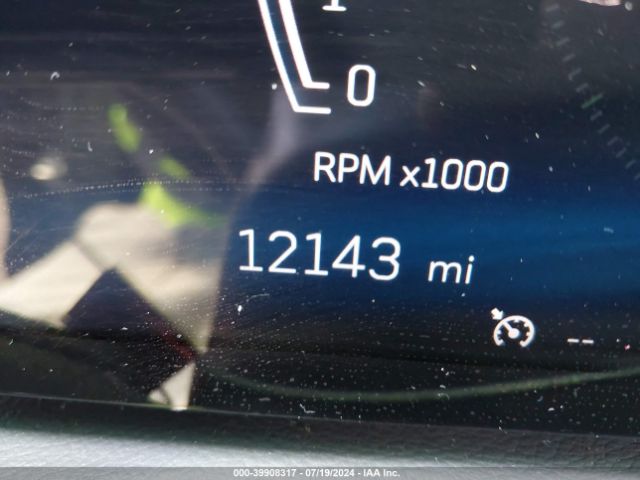 1
0
RPM x1000
12143 mi
--
000-39908317 - 07/19/2024 - IAA Inc.